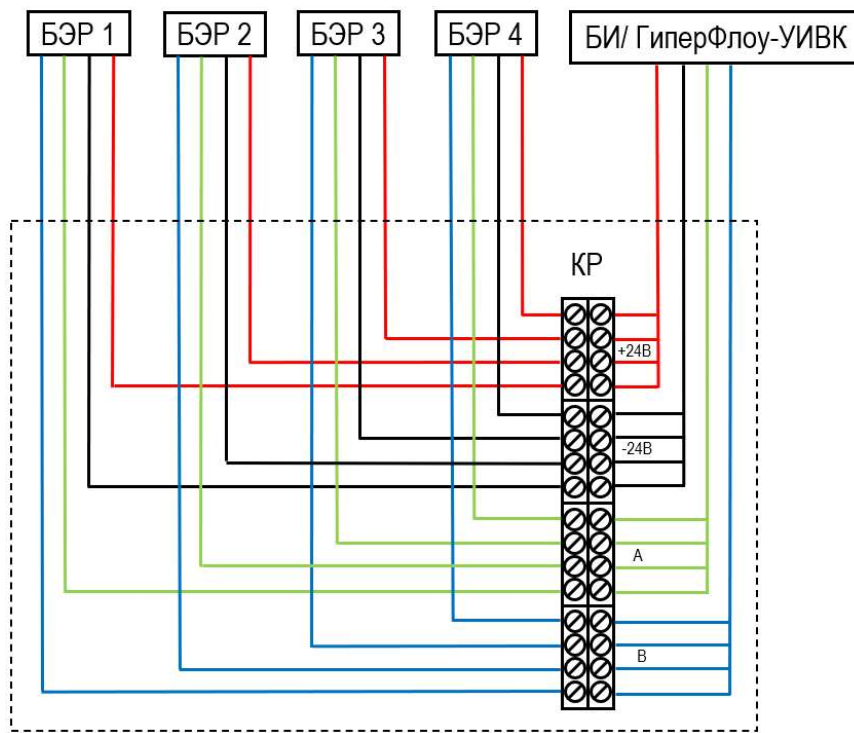 БЭР 1
БЭР 2
БЭР 3
БЭР 4
БИ/ ГиперФлоу-УИВК
КР
+24В
-24В
А
В